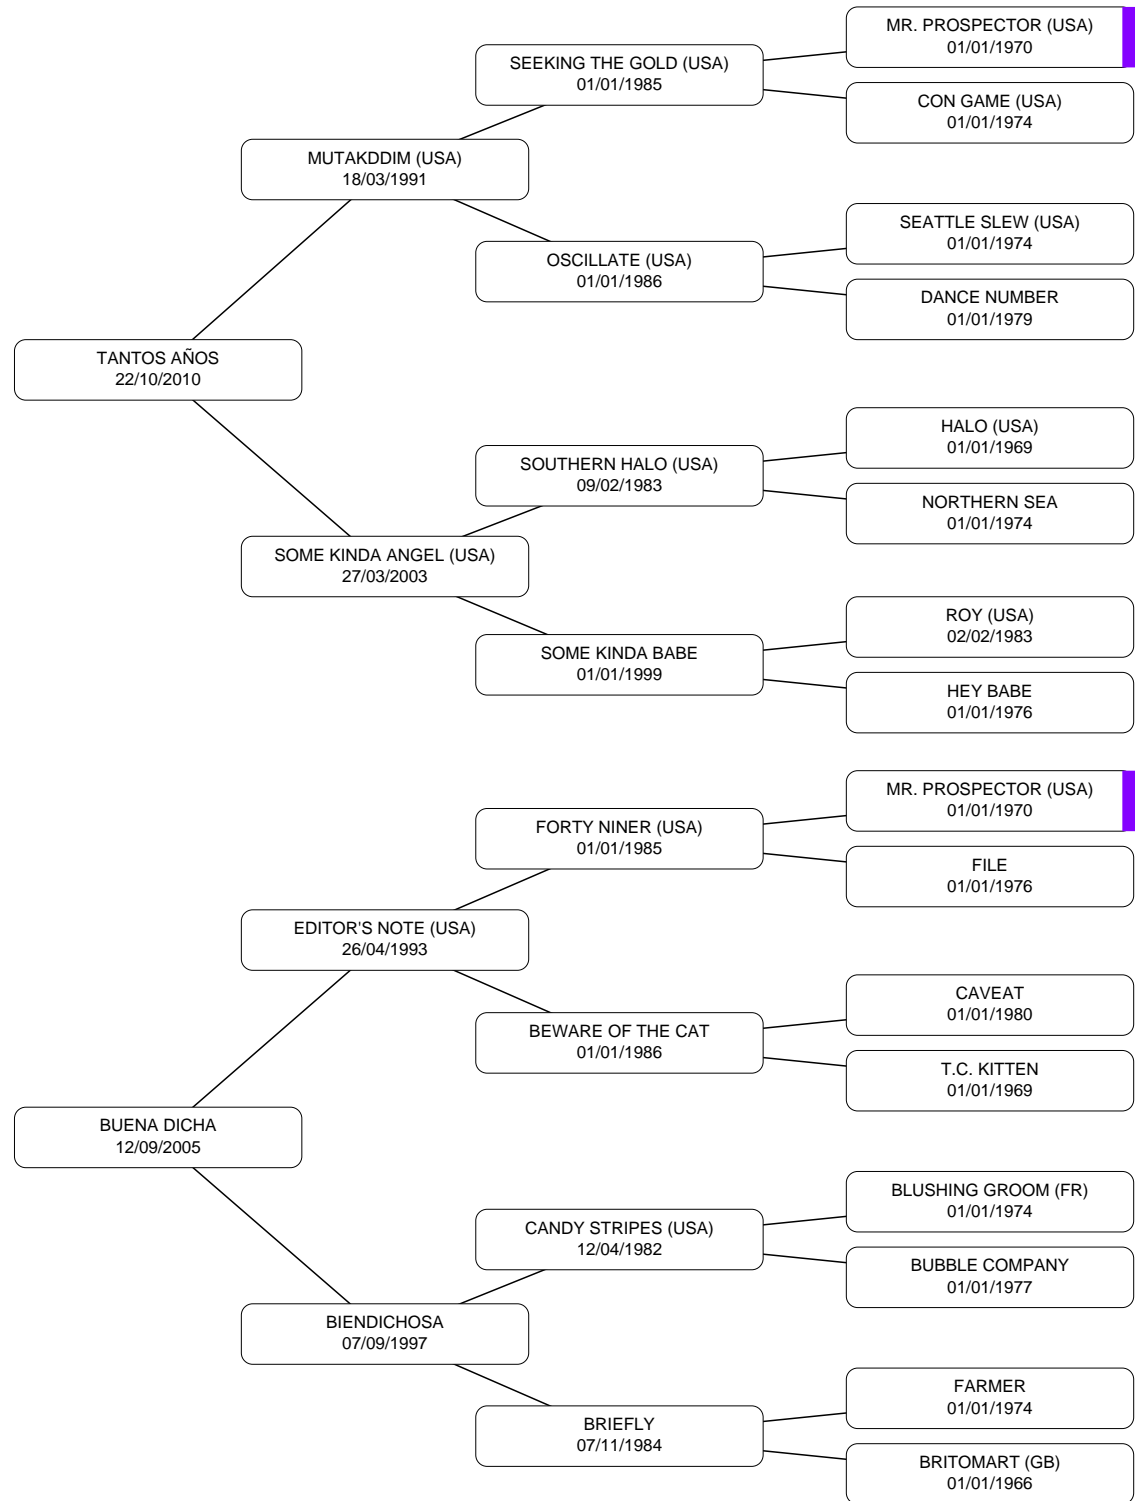 MR. PROSPECTOR (USA)
01/01/1970
SEEKING THE GOLD (USA)
01/01/1985
CON GAME (USA)
01/01/1974
MUTAKDDIM (USA)
18/03/1991
SEATTLE SLEW (USA)
01/01/1974
OSCILLATE (USA)
01/01/1986
DANCE NUMBER
01/01/1979
TANTOS AÑOS
22/10/2010
HALO (USA)
01/01/1969
SOUTHERN HALO (USA)
09/02/1983
NORTHERN SEA
01/01/1974
SOME KINDA ANGEL (USA)
27/03/2003
ROY (USA)
02/02/1983
SOME KINDA BABE
01/01/1999
HEY BABE
01/01/1976
MR. PROSPECTOR (USA)
01/01/1970
FORTY NINER (USA)
01/01/1985
FILE
01/01/1976
EDITOR'S NOTE (USA)
26/04/1993
CAVEAT
01/01/1980
BEWARE OF THE CAT
01/01/1986
T.C. KITTEN
01/01/1969
BUENA DICHA
12/09/2005
BLUSHING GROOM (FR)
01/01/1974
CANDY STRIPES (USA)
12/04/1982
BUBBLE COMPANY
01/01/1977
BIENDICHOSA
07/09/1997
FARMER
01/01/1974
BRIEFLY
07/11/1984
BRITOMART (GB)
01/01/1966